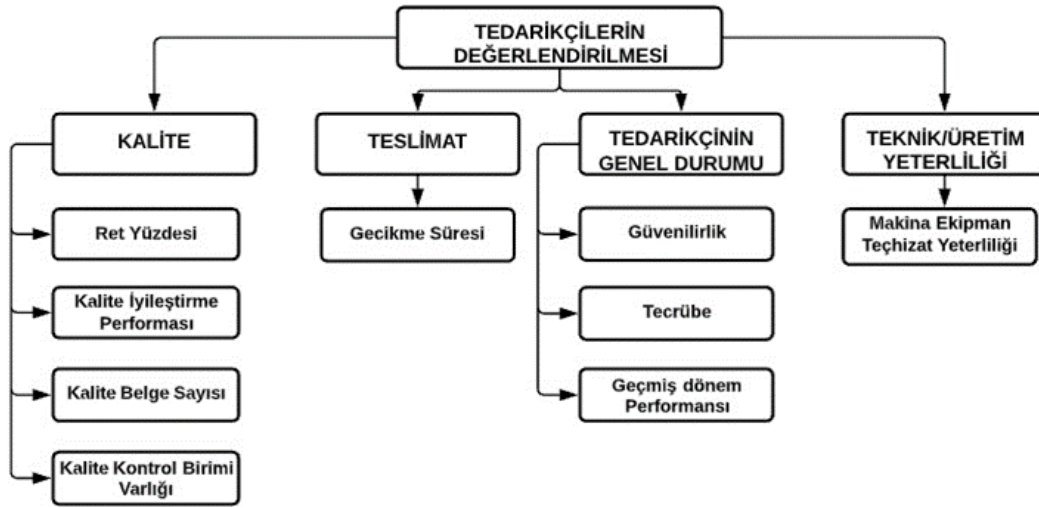 TEDARİKÇİLERİN
DEĞERLENDİRİLMESİ
KALİTE
TESLİMAT
TEDARİKÇİNİN
GENEL DURUMU
TEKNİK/ÜRETİM
YETERLİLİĞİ
Ret Yüzdesi
Gecikme Süresi
Güvenilirlik
Makina Ekipman
Teçhizat Yeterliliği
Kalite İyileştirme
Performası
Tecrübe
Kalite Belge Sayısı
Geçmiş dönem
Performansı
Kalite Kontrol Birimi
Varlığı